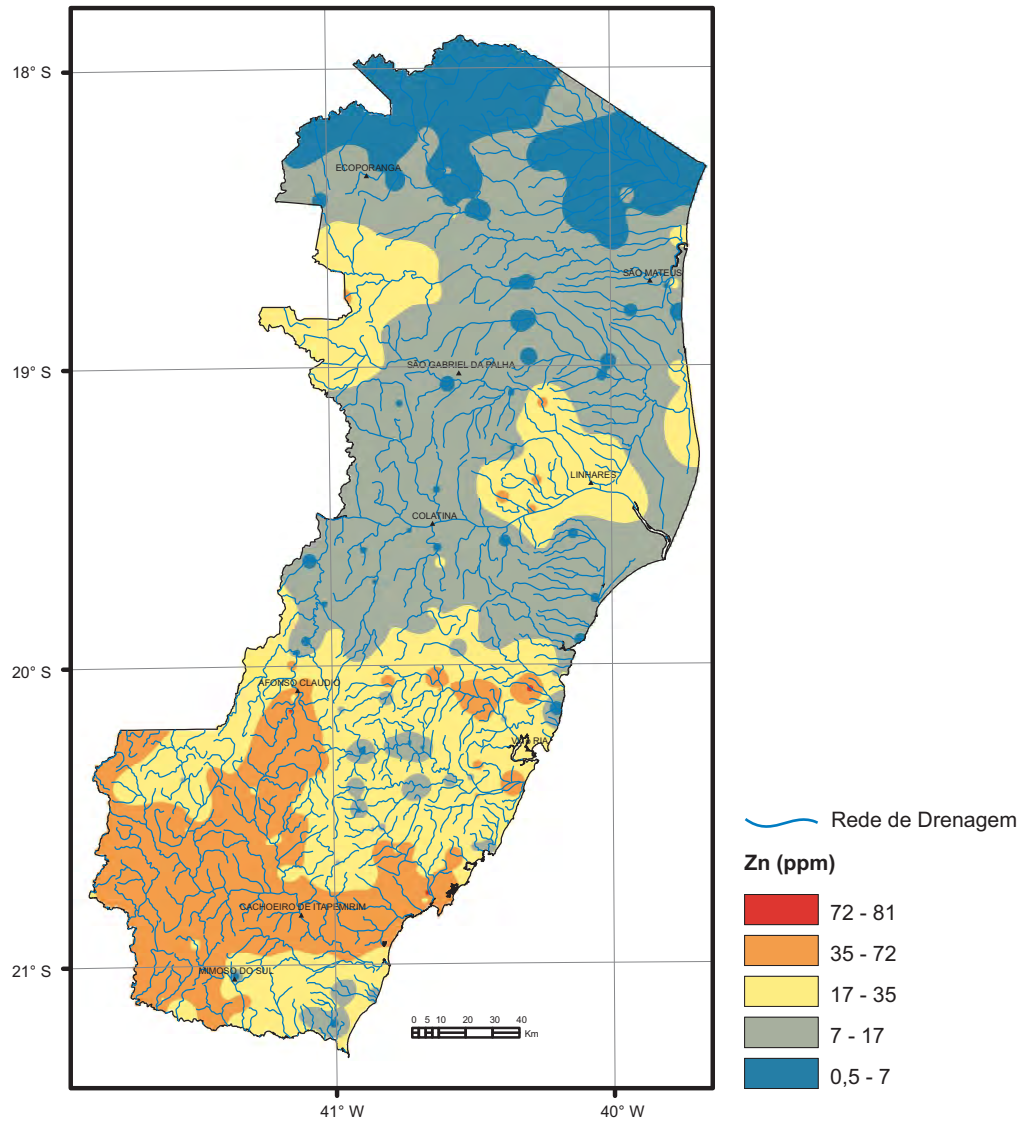 18° S
ECOPORANGA
SÃO MATEUS
19° S
SÃO GABRIEL DA PALHA
LINHARES
COLATINA
20° S
AFONSO CLAUDIO
Rede de Drenagem
Zn (ppm)
72 - 81
CACHOEIRO DE ITAPEMIRIM
35 - 72
21° S
MIMOSO DO SUL
17 - 35
0 5 10 20 30 40
Km
7 - 17
0,5 - 7
41° W
40° W